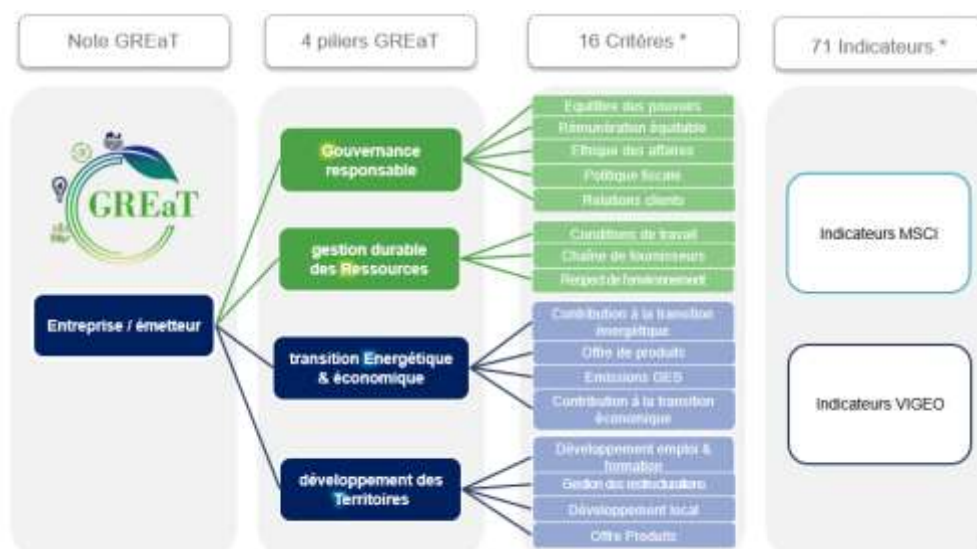 Note GREaT
4 piliers GREaT
16 Critères *
71 Indicateurs *
GREaT
Entreprise / émetteur
Gouvernance
responsable
gestion durable
des Ressources
transition Energétique
& économique
développement des
Territoires
Equilibre des pouvoirs
Rémunération équitable
Ethique des affaires
Politique fiscale
Relations clients
Conditions de travail
Chaîne de fournisseurs
Respect de l'environnement
Contribution à la transition
énergétique
Offre de produits
Emissions GES
Contribution à la transition
économique
Développement emploi &
formation
Gestion des restructurations
Développement local
Offre Produits
Indicateurs MSCI
Indicateurs VIGEO